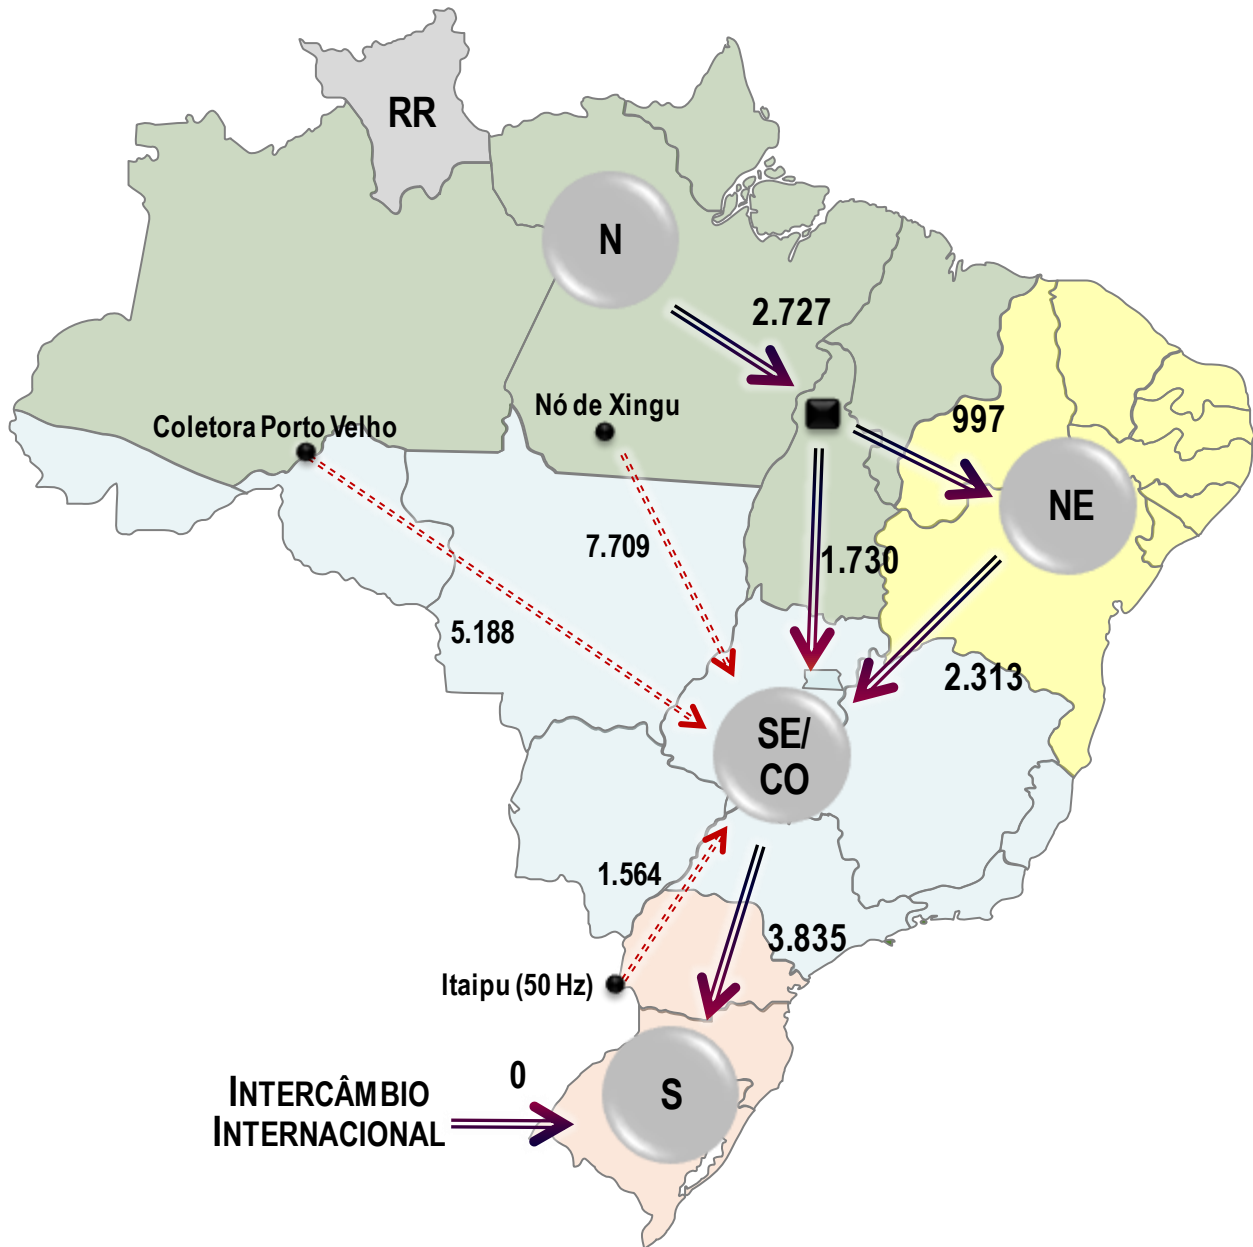 RR
N
2.727
Nó de Xingu
997
Coletora Porto Velho
NE
7.709
1.730
5.188
2.313
SE/
CO
1.564
3.835
Itaipu (50 Hz)
0
INTERCÂMBIO
INTERNACIONAL
S